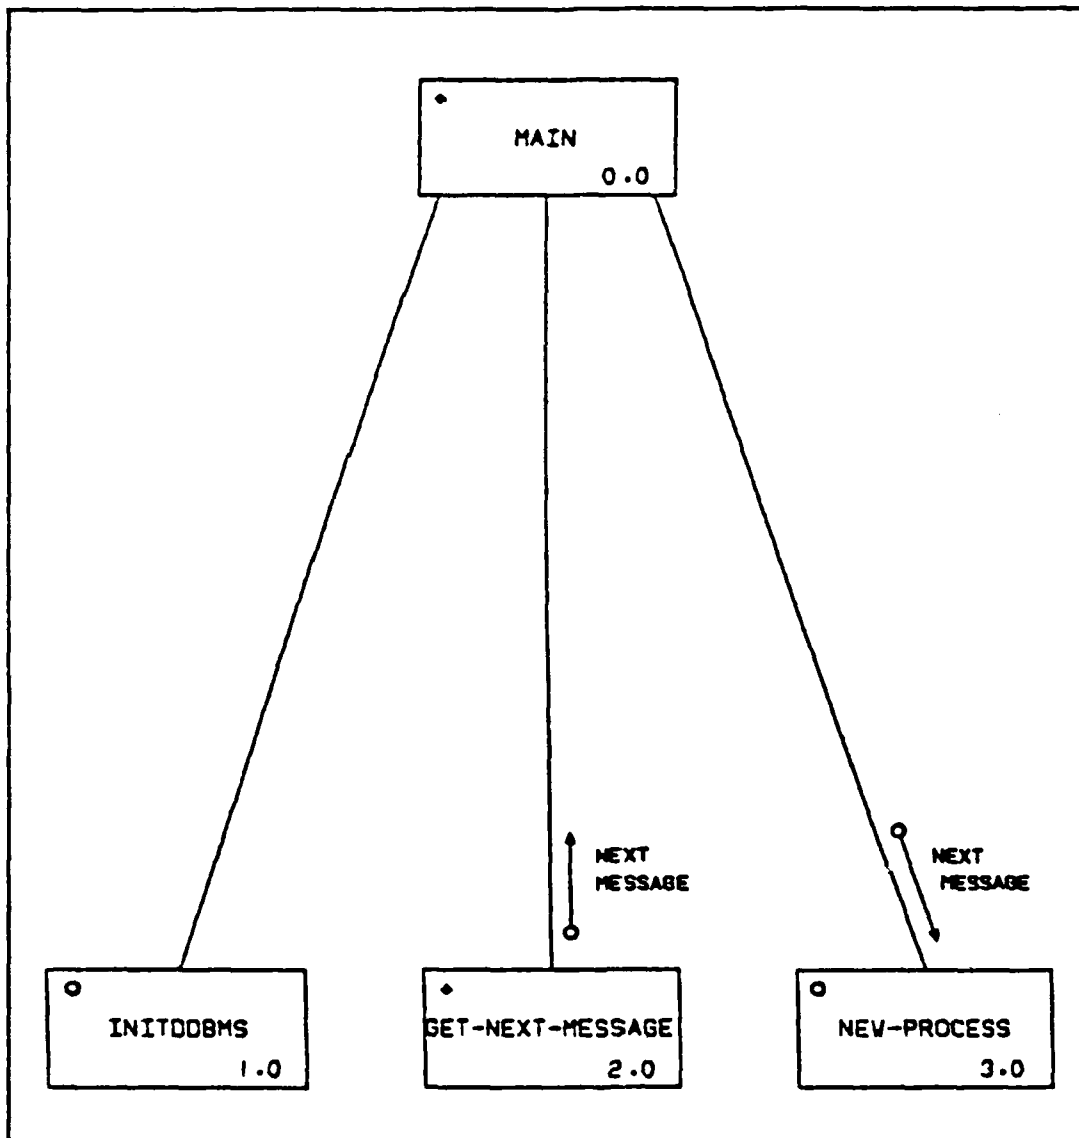 MAIN
0.0
NEXT
MESSAGE
NEXT
MESSAGE
INITDDBMS
1.0
GET-NEXT-MESSAGE
2.0
NEW-PROCESS
3.0